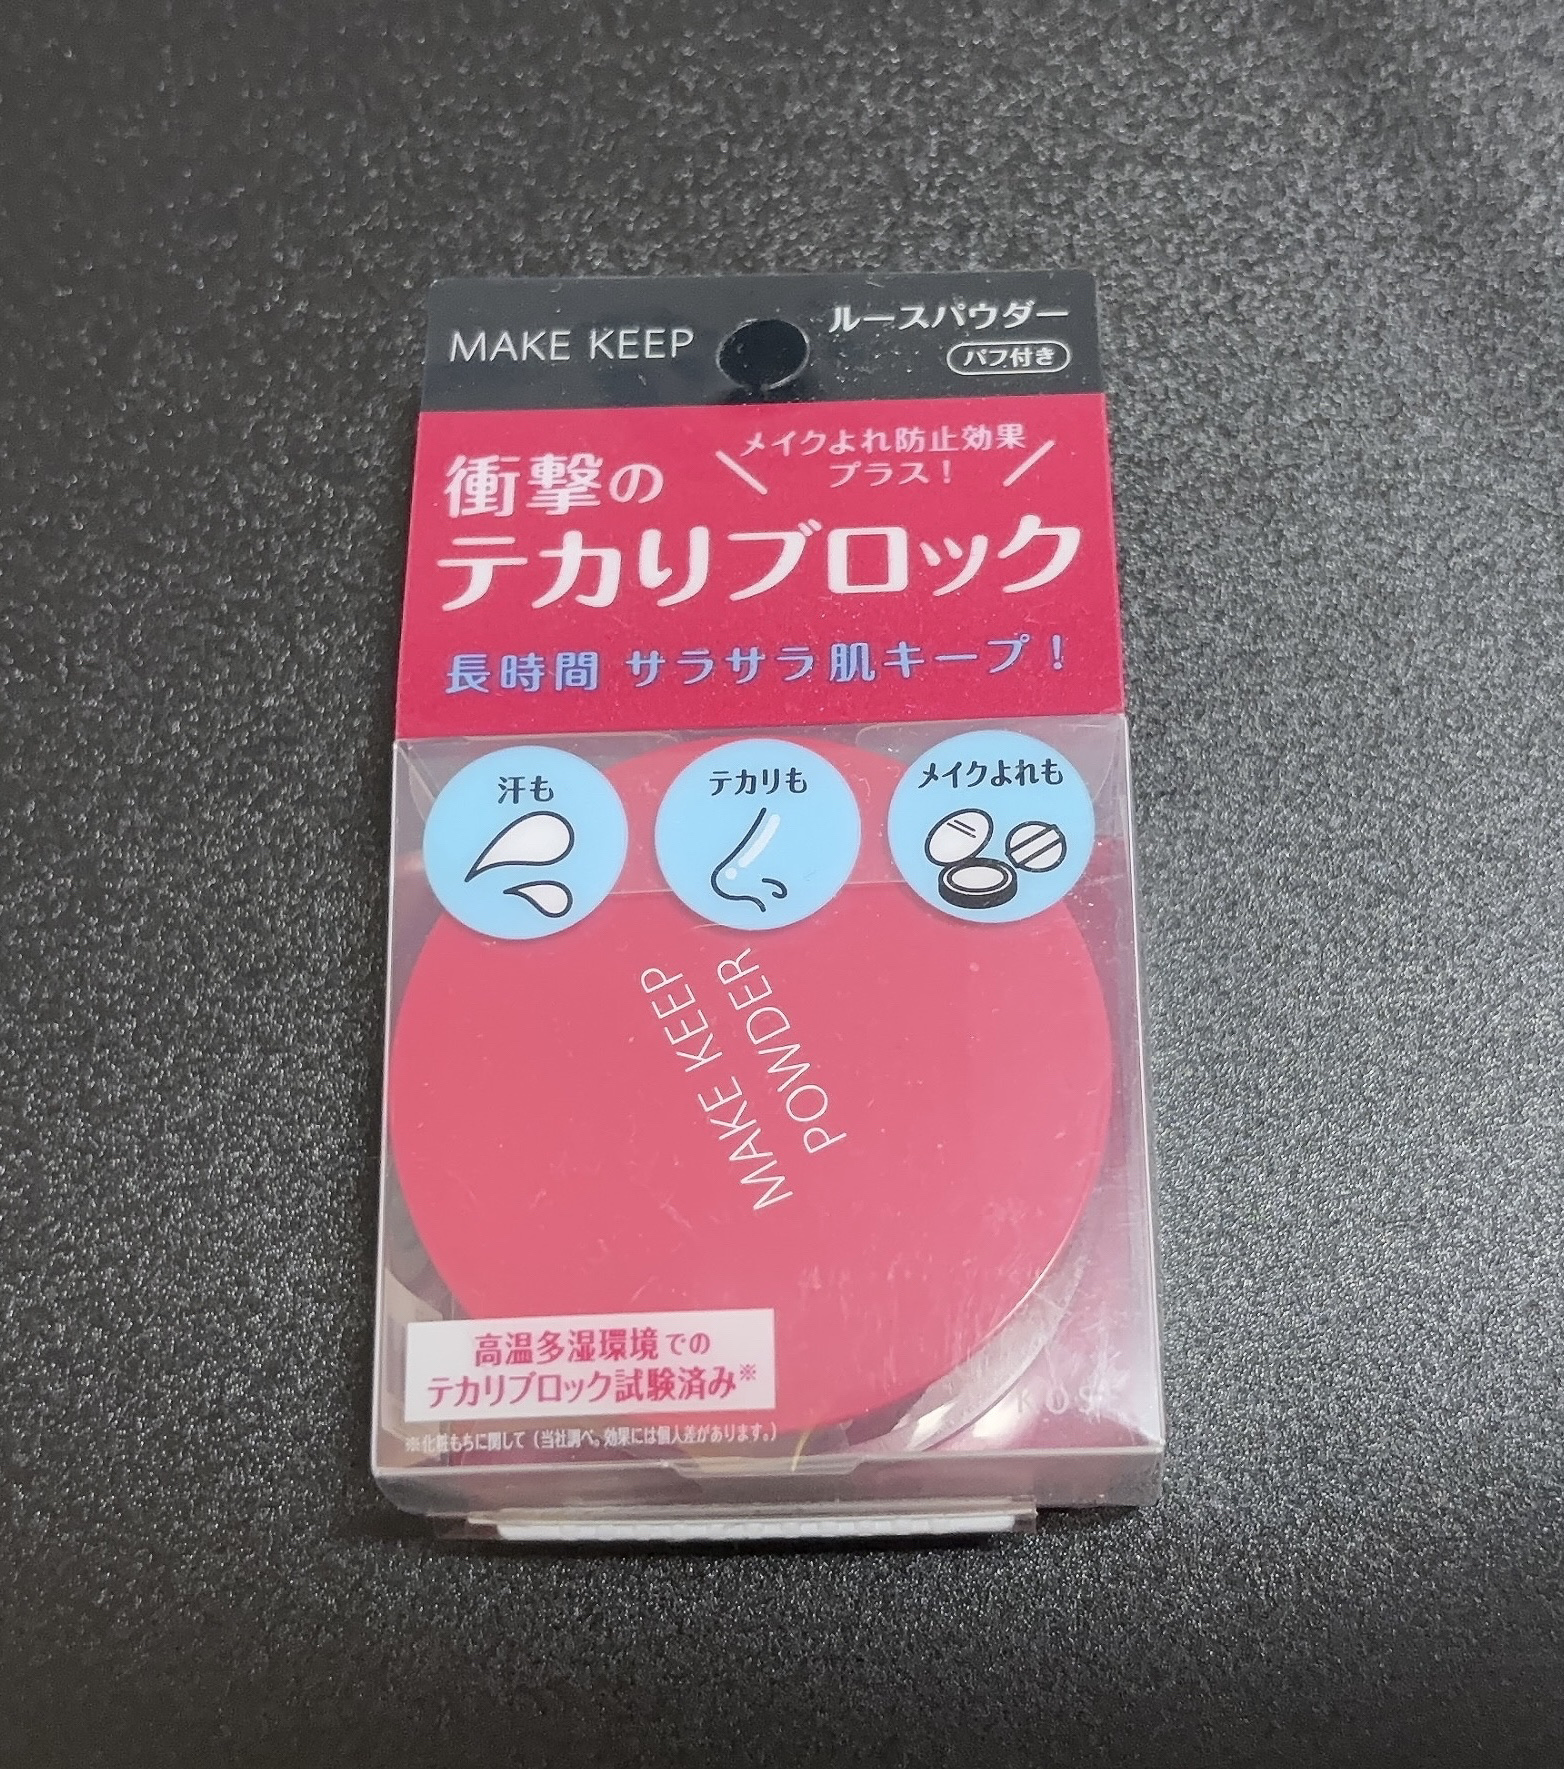 MAKE KEEP
ルースパウダー
パフ付き
メイクよれ防止効果
プラス！
衝撃の
テカリブロック
長時間 サラサラ肌キープ！
汗も
テカリも
メイクよれも
MAKE KEEP
POWDER
高温多湿環境での
テカリブロック試験済み※
※化粧もちに関して（当社調べ。効果には個人差があります。）